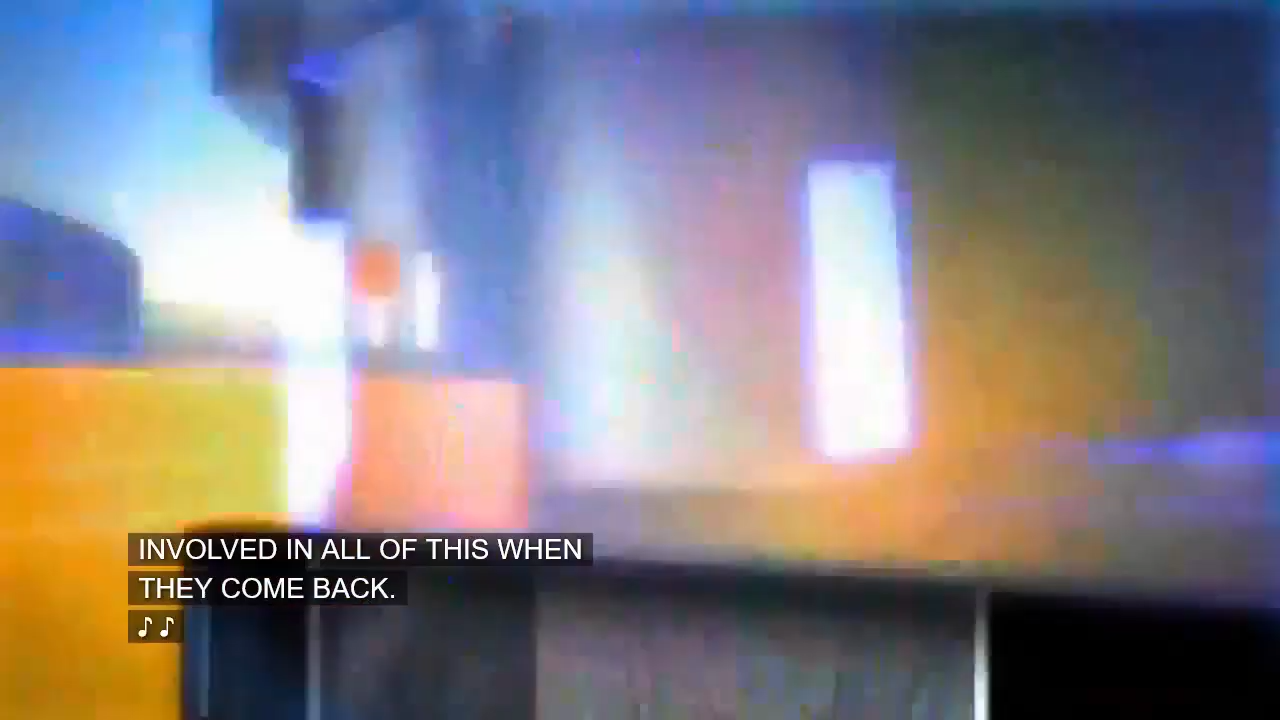 INVOLVED IN ALL OF THIS WHEN
THEY COME BACK.
♪♪